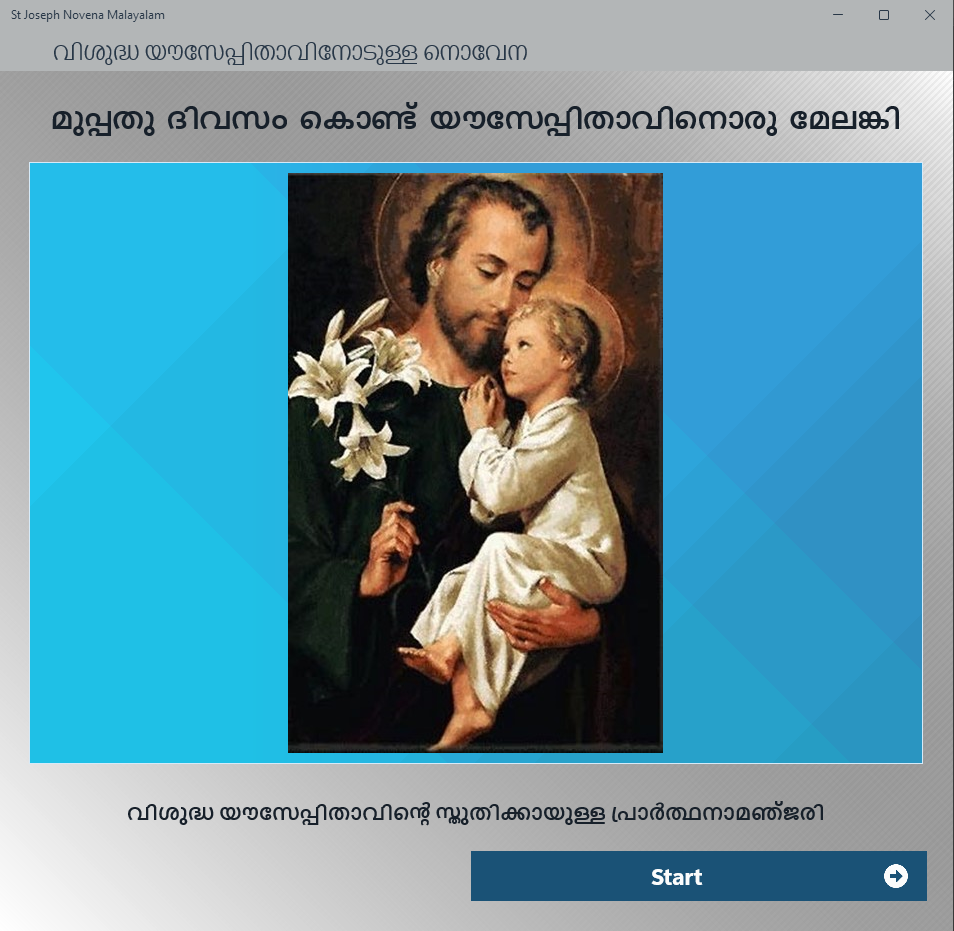 St Joseph Novena Malayalam
വിശുദ്ധ യൗസേപ്പിതാവിനോടുള്ള നൊവേന
മുപ്പതു ദിവസം കൊണ്ട് യൗസേപ്പിതാവിനൊരു മേലങ്കി
വിശുദ്ധ യൗസേപ്പിതാവിന്റെ സ്തുതിക്കായുള്ള പ്രാർത്ഥനാമഞ്ജരി
Start